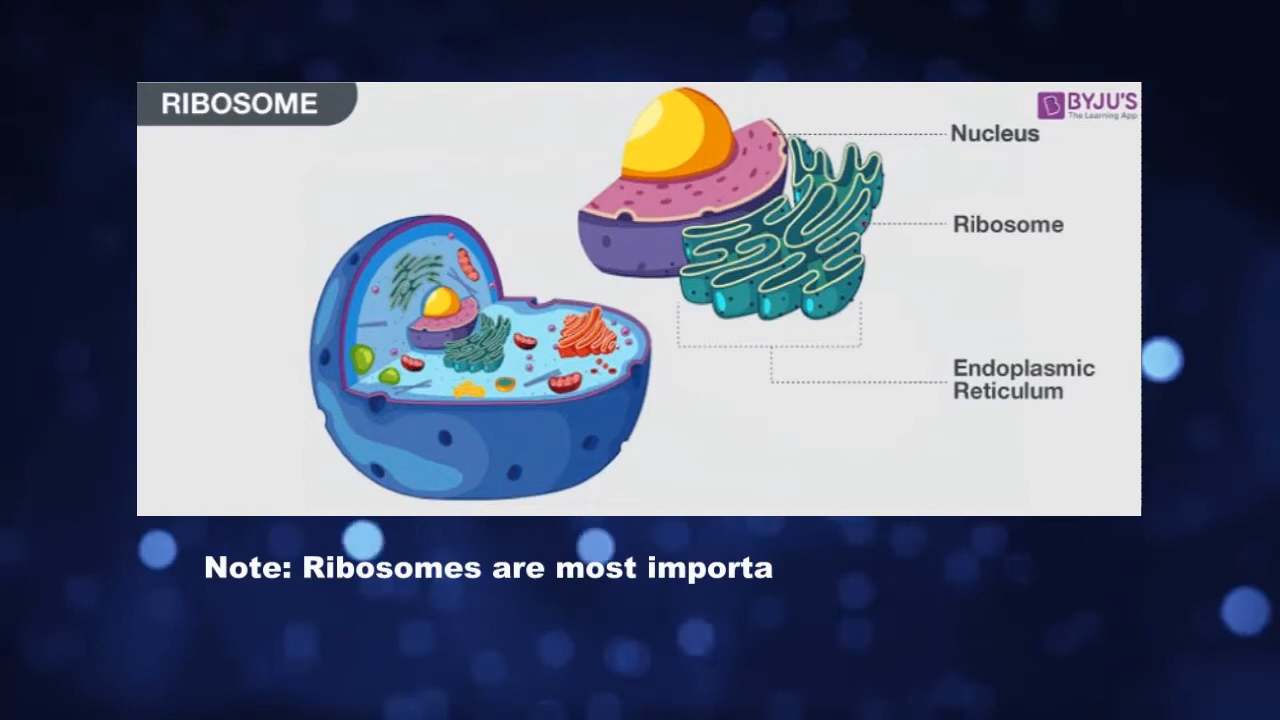 RIBOSOME
BYJU'S
The Learning App
Nucleus
Ribosome
Endoplasmic
Reticulum
Note: Ribosomes are most importa